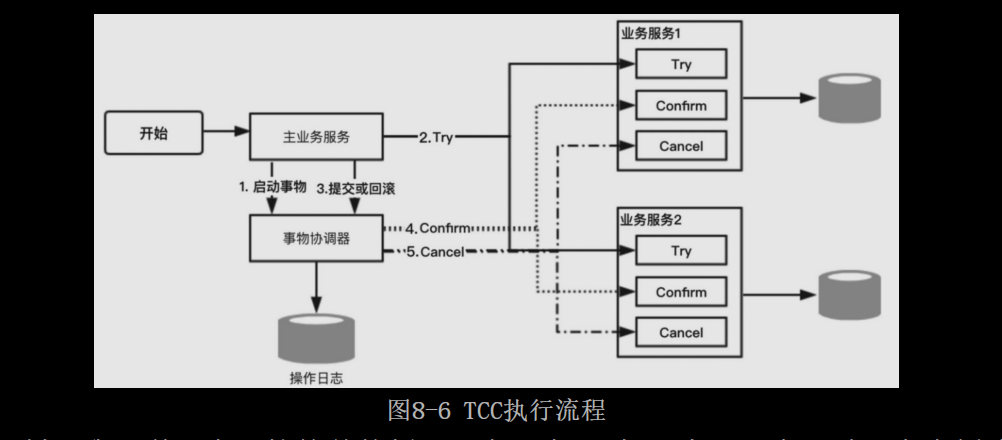 开始
主业务服务
1. 启动事物
3.提交或回滚
事物协调器
操作日志
2.Try
4.Confirm
5.Cancel
业务服务1
Try
Confirm
Cancel
业务服务2
Try
Confirm
Cancel
图8-6 TCC执行流程